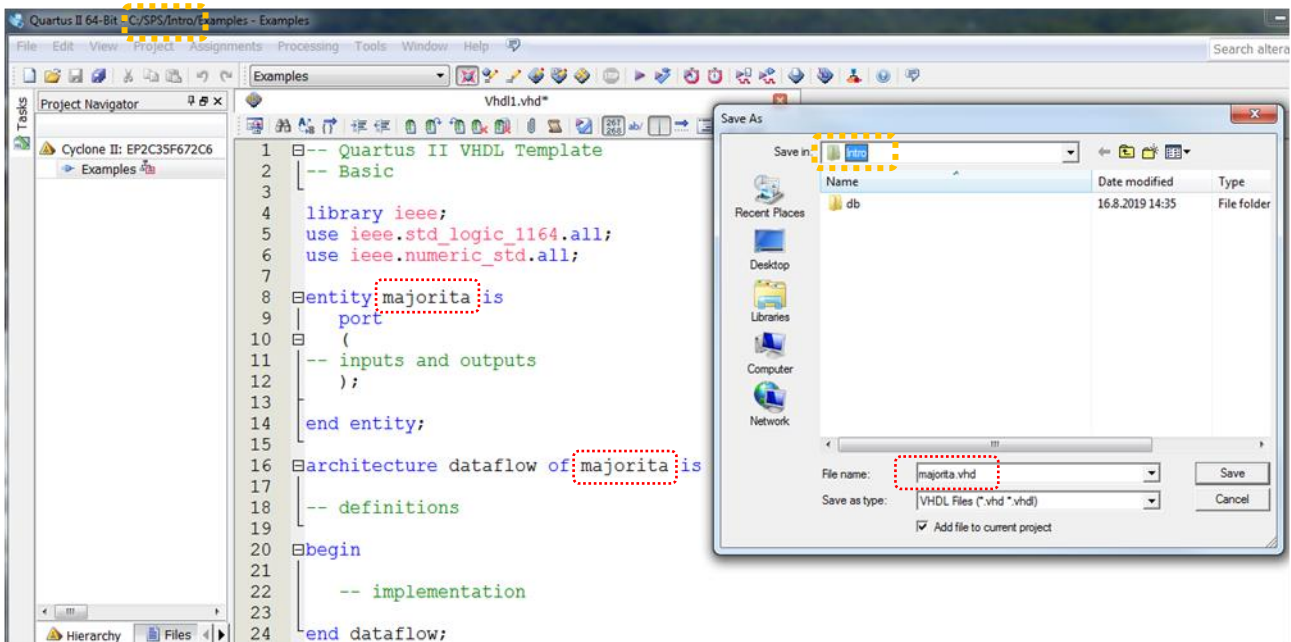 Quartus II 64-Bit - C:/SPS/Intro/Examples - Examples
File Edit View Project Assignments Processing Tools Window Help
Search altera
Examples
Tasks
Project Navigator
Cyclone II: EP2C35F672C6
Examples
Hierarchy Files
Vhdl1.vhd*
267
268
ab/
1 -- Quartus II VHDL Template
2 -- Basic
3
4 library ieee;
5 use ieee.std_logic_1164.all;
6 use ieee.numeric_std.all;
7
8 entity majorita is
9 port
10 (
11 -- inputs and outputs
12 );
13
14 end entity;
15
16 architecture dataflow of majorita is
17
18 -- definitions
19
20 begin
21
22 -- implementation
23
24 end dataflow;
Save As
Save in: Intro
Name Date modified Type
db 16.8.2019 14:35 File folder
Recent Places
Desktop
Libraries
Computer
Network
File name: majorita.vhd Save
Save as type: VHDL Files (*.vhd *.vhdl) Cancel
Add file to current project